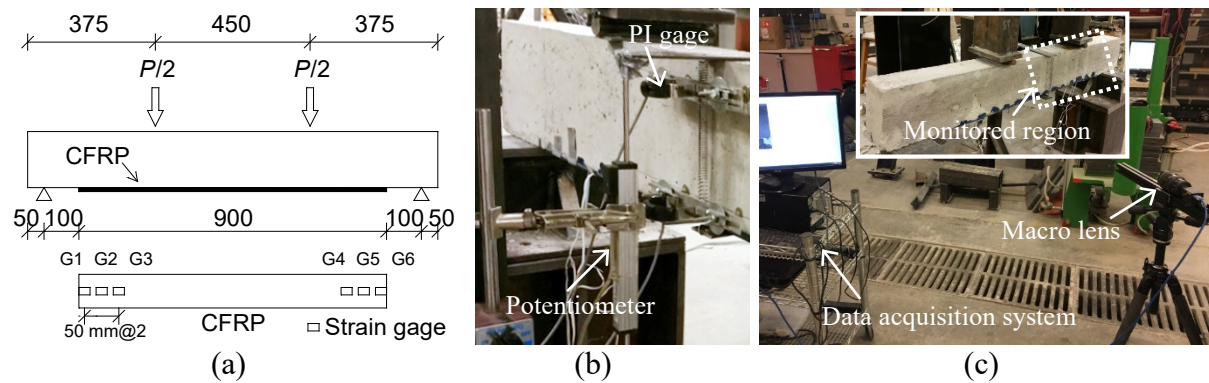 375 450 375
P/2 P/2
CFRP
50 100 900 100 50
G1 G2 G3 G4 G5 G6
50 mm@2 CFRP Strain gage
(a)
PI gage
Potentiometer
(b)
Monitored region
Macro lens
Data acquisition system
(c)